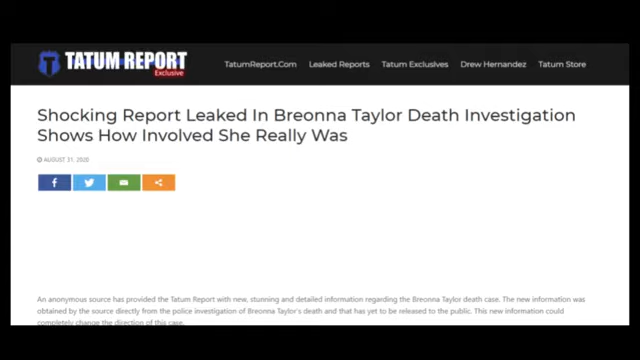 TATUM REPORT
Exclusive
TatumReport.Com Leaked Reports Tatum Exclusives Drew Hernandez Tatum Store
Shocking Report Leaked In Breonna Taylor Death Investigation
Shows How Involved She Really Was
AUGUST 31, 2020
An anonymous source has provided the Tatum Report with new, stunning and detailed information regarding the Breonna Taylor death case. The new information was
obtained by the source directly from the police investigation of Breonna Taylor's death and that has yet to be released to the public. This new information could
completely change the direction of this case.